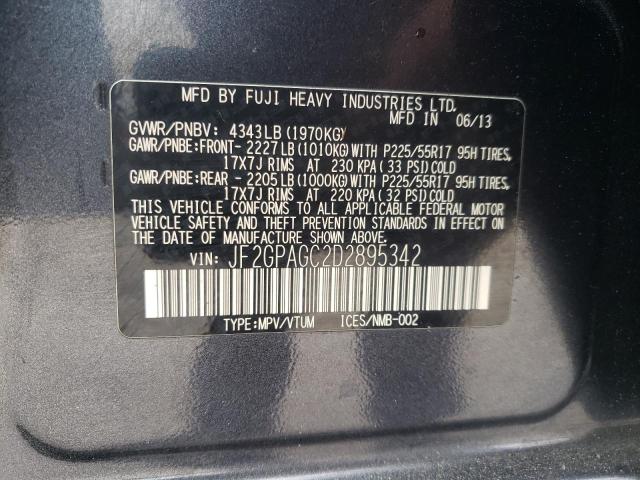 MFD BY FUJI HEAVY INDUSTRIES LTD.
MFD IN 06/13
GVWR/PNBV: 4343LB(1970KG)
GAWR/PNBE:FRONT- 2227LB(1010KG)WITH P225/55R17 95H TIRES,
17X7J RIMS AT 230 KPA(33 PSI)COLD
GAWR/PNBE:REAR - 2205LB(1000KG)WITH P225/55R17 95H TIRES,
17X7J RIMS AT 220 KPA(32 PSI)COLD
THIS VEHICLE CONFORMS TO ALL APPLICABLE FEDERAL MOTOR
VEHICLE SAFETY AND THEFT PREVENTION STANDARDS IN EFFECT ON
THE DATE OF MANUFACTURE SHOWN ABOVE.
VIN: JF2GPAGC2D2895342
TYPE:MPV/VTUM ICES/NMB-002